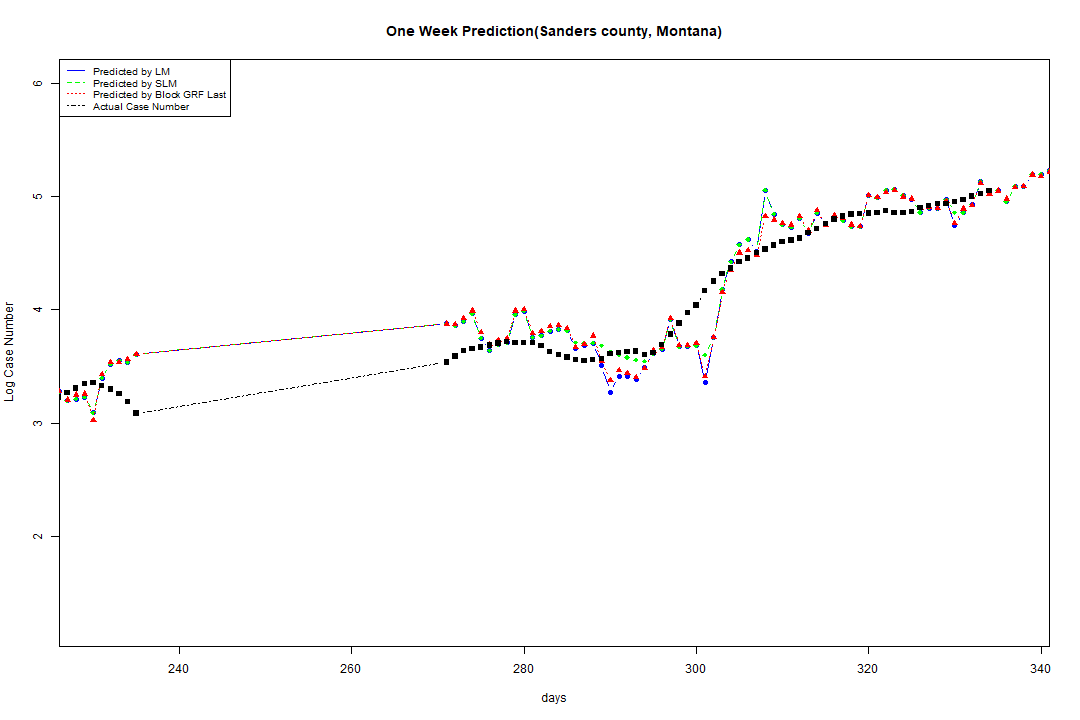 One Week Prediction(Sanders county, Montana)
Predicted by LM
Predicted by SLM
Predicted by Block GRF Last
Actual Case Number
Log Case Number
6
5
4
3
2
240 260 280 300 320 340
days